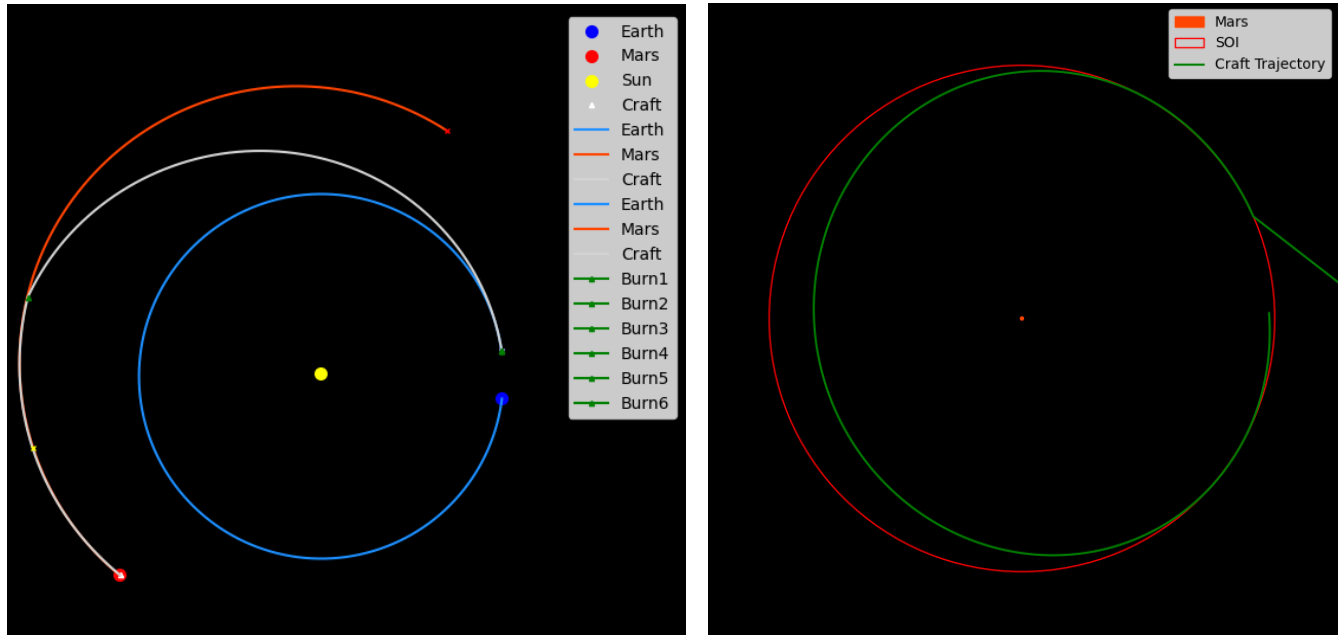 Earth
Mars
Sun
Craft
Earth
Mars
Craft
Earth
Mars
Craft
Burn1
Burn2
Burn3
Burn4
Burn5
Burn6
Mars
SOI
Craft Trajectory